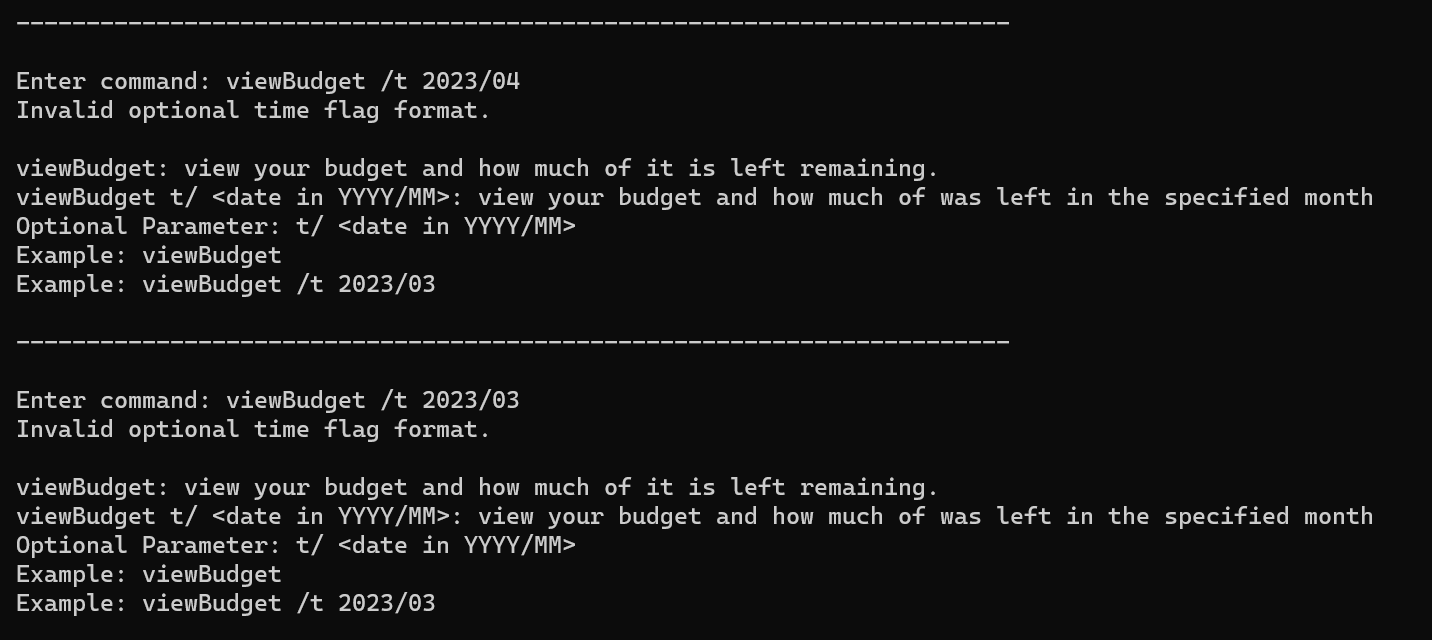 -----------------------------------------------------------------------
Enter command: viewBudget /t 2023/04
Invalid optional time flag format.
viewBudget: view your budget and how much of it is left remaining.
viewBudget t/ <date in YYYY/MM>: view your budget and how much of was left in the specified month
Optional Parameter: t/ <date in YYYY/MM>
Example: viewBudget
Example: viewBudget /t 2023/03
-----------------------------------------------------------------------
Enter command: viewBudget /t 2023/03
Invalid optional time flag format.
viewBudget: view your budget and how much of it is left remaining.
viewBudget t/ <date in YYYY/MM>: view your budget and how much of was left in the specified month
Optional Parameter: t/ <date in YYYY/MM>
Example: viewBudget
Example: viewBudget /t 2023/03